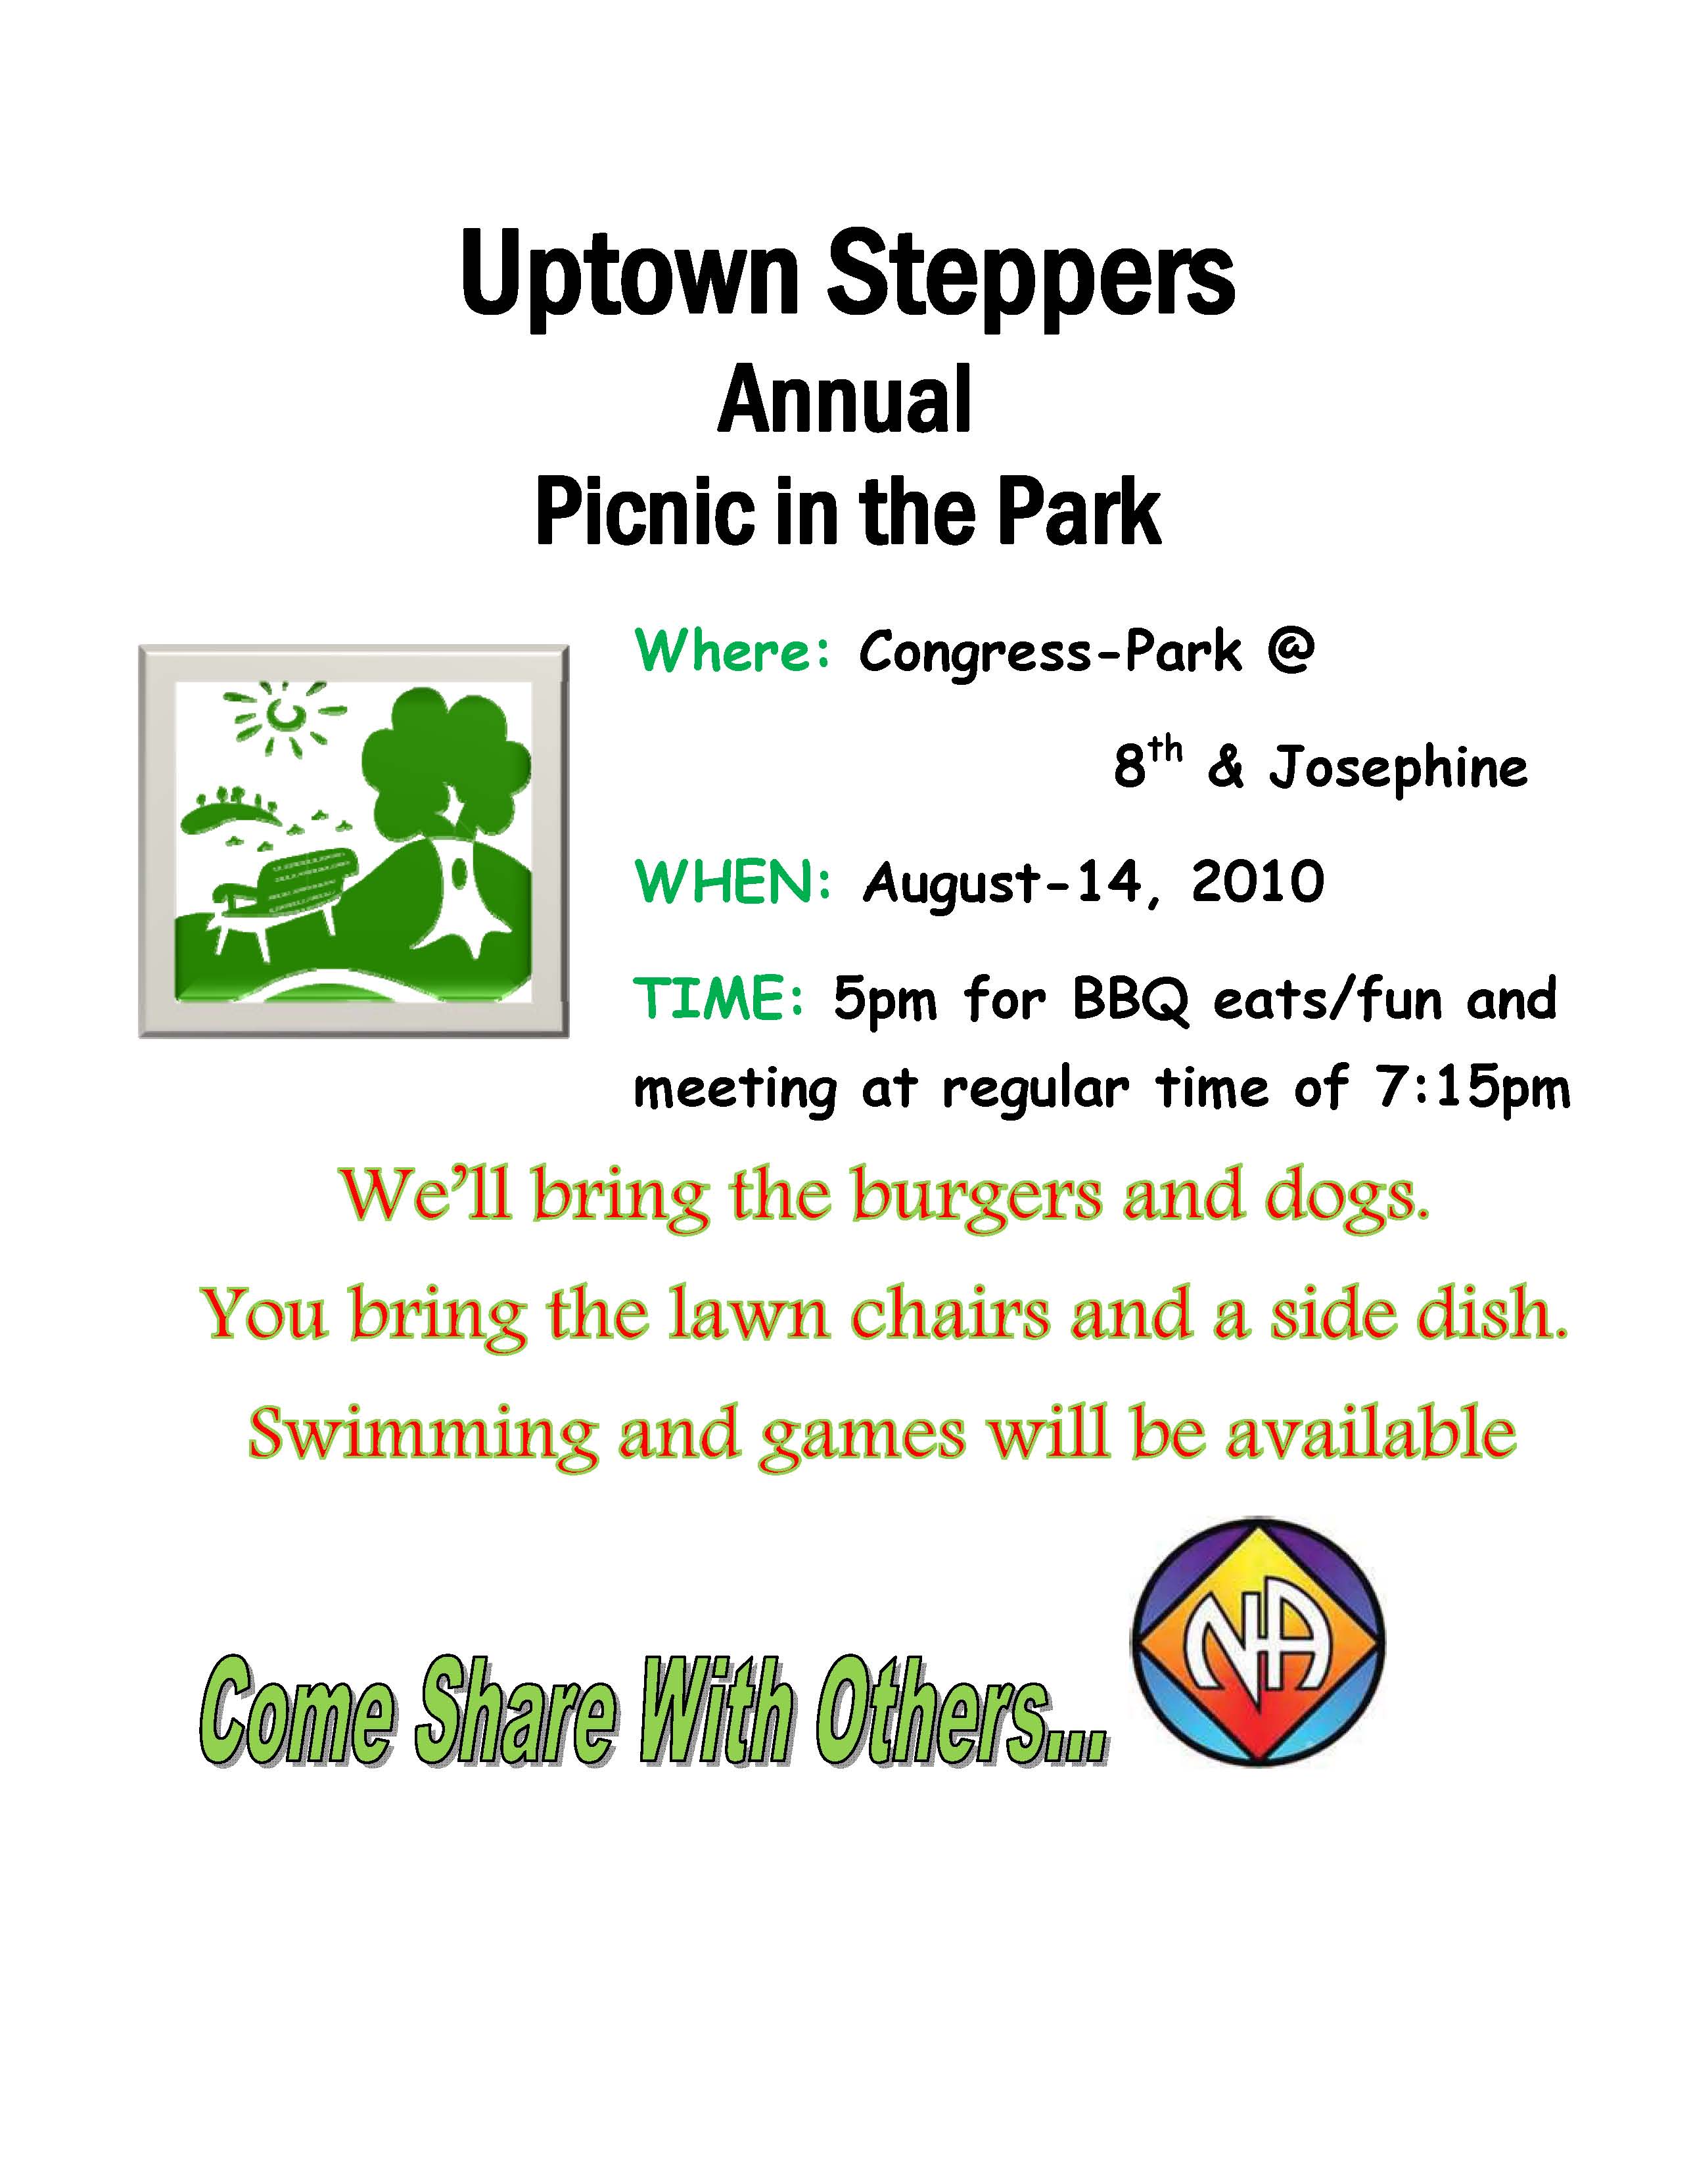 Uptown Steppers
Annual
Picnic in the Park
Where: Congress-Park @
8th & Josephine
WHEN: August-14, 2010
TIME: 5pm for BBQ eats/fun and
meeting at regular time of 7:15pm
We'll bring the burgers and dogs.
You bring the lawn chairs and a side dish.
Swimming and games will be available
Come Share With Others...
NA